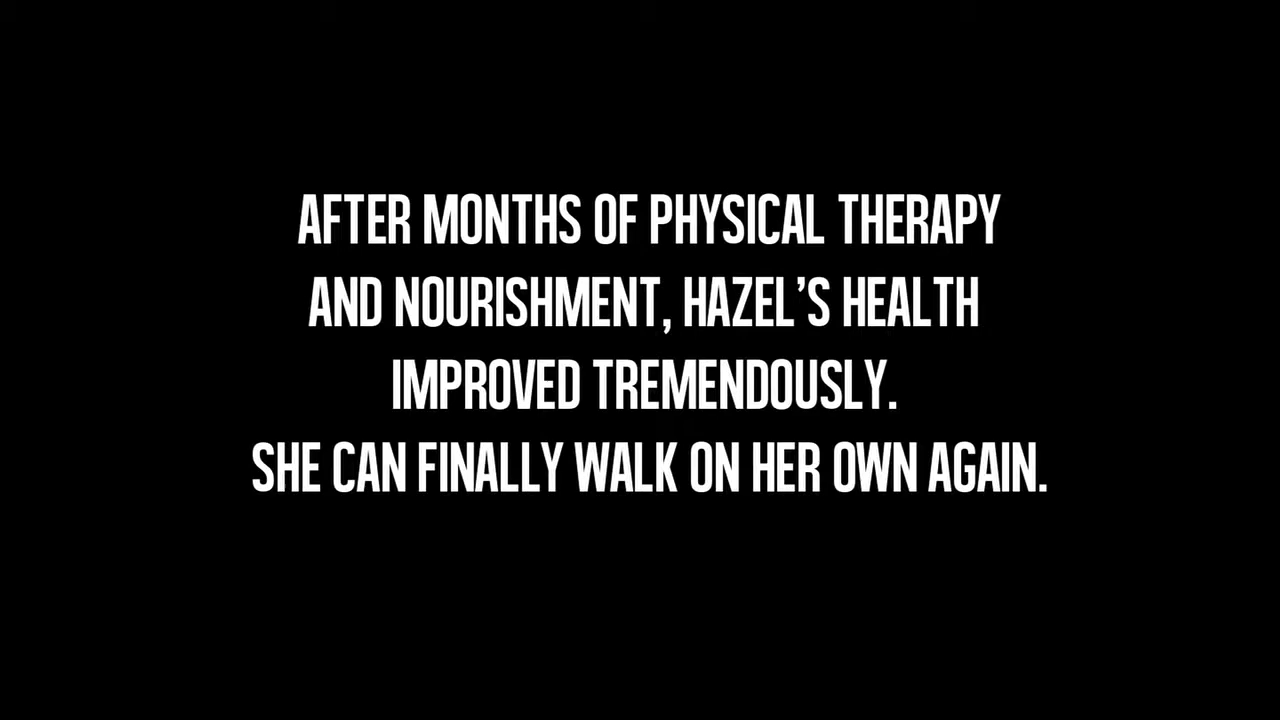 AFTER MONTHS OF PHYSICAL THERAPY
AND NOURISHMENT, HAZEL’S HEALTH
IMPROVED TREMENDOUSLY.
SHE CAN FINALLY WALK ON HER OWN AGAIN.